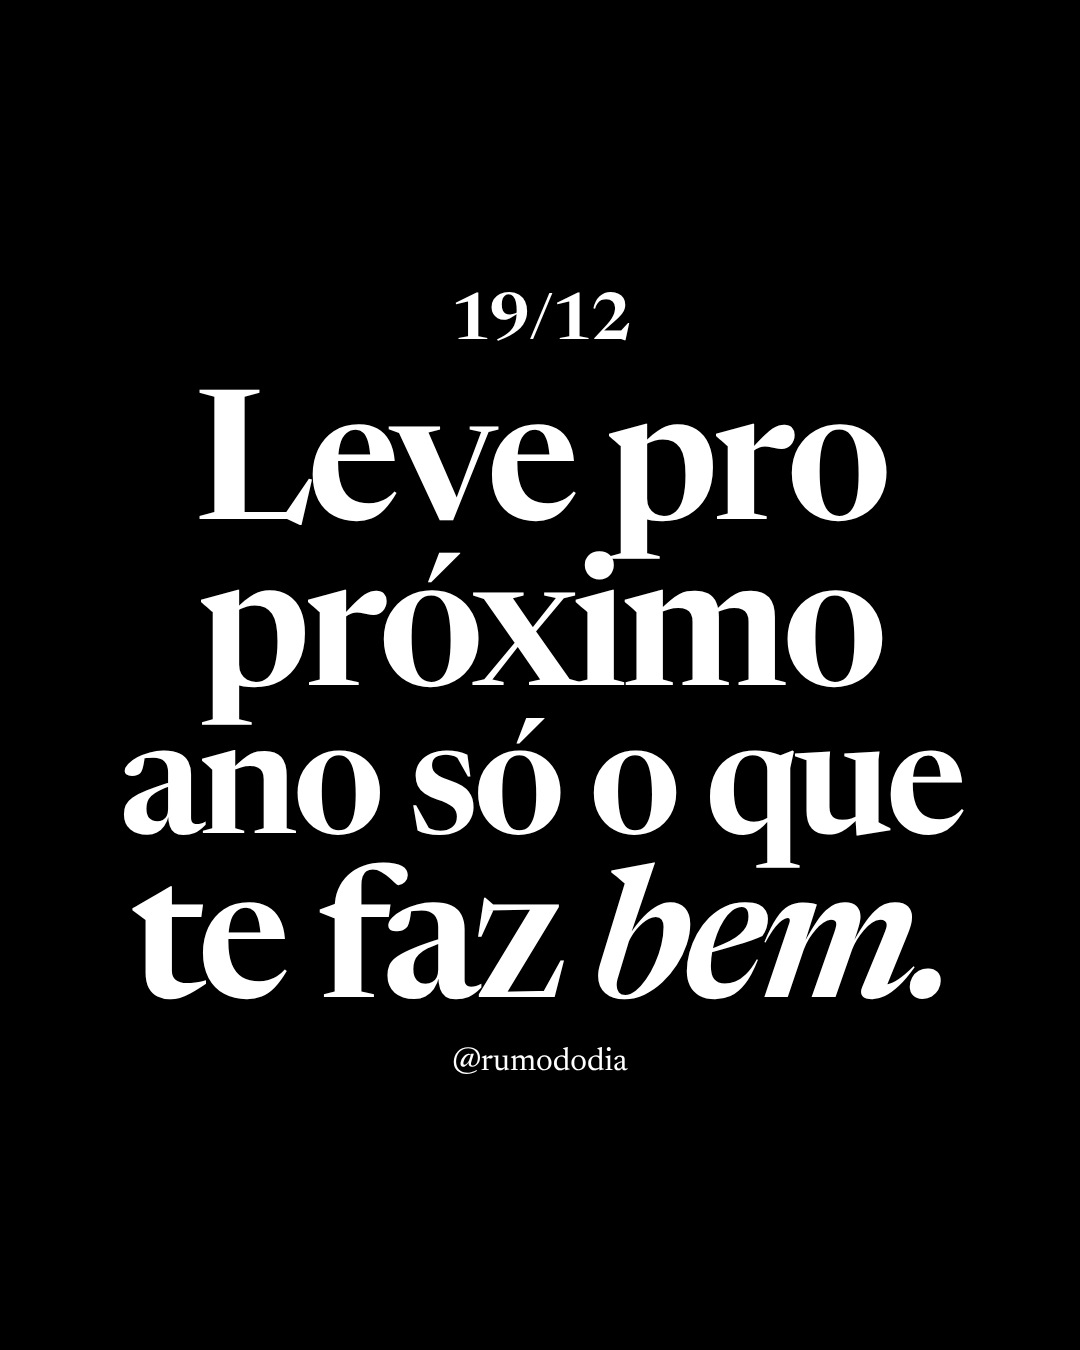 19/12
Leve pro
próximo
ano só o que
te faz bem.
@rumododia